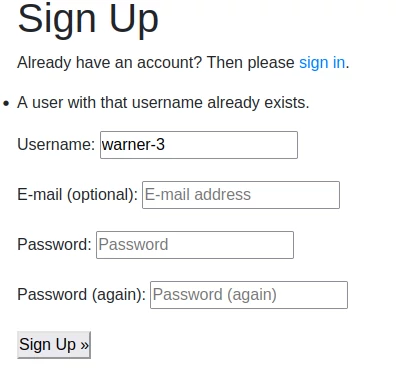 Sign Up
Already have an account? Then please sign in.
• A user with that username already exists.
Username: warner-3
E-mail (optional): E-mail address
Password: Password
Password (again): Password (again)
Sign Up »